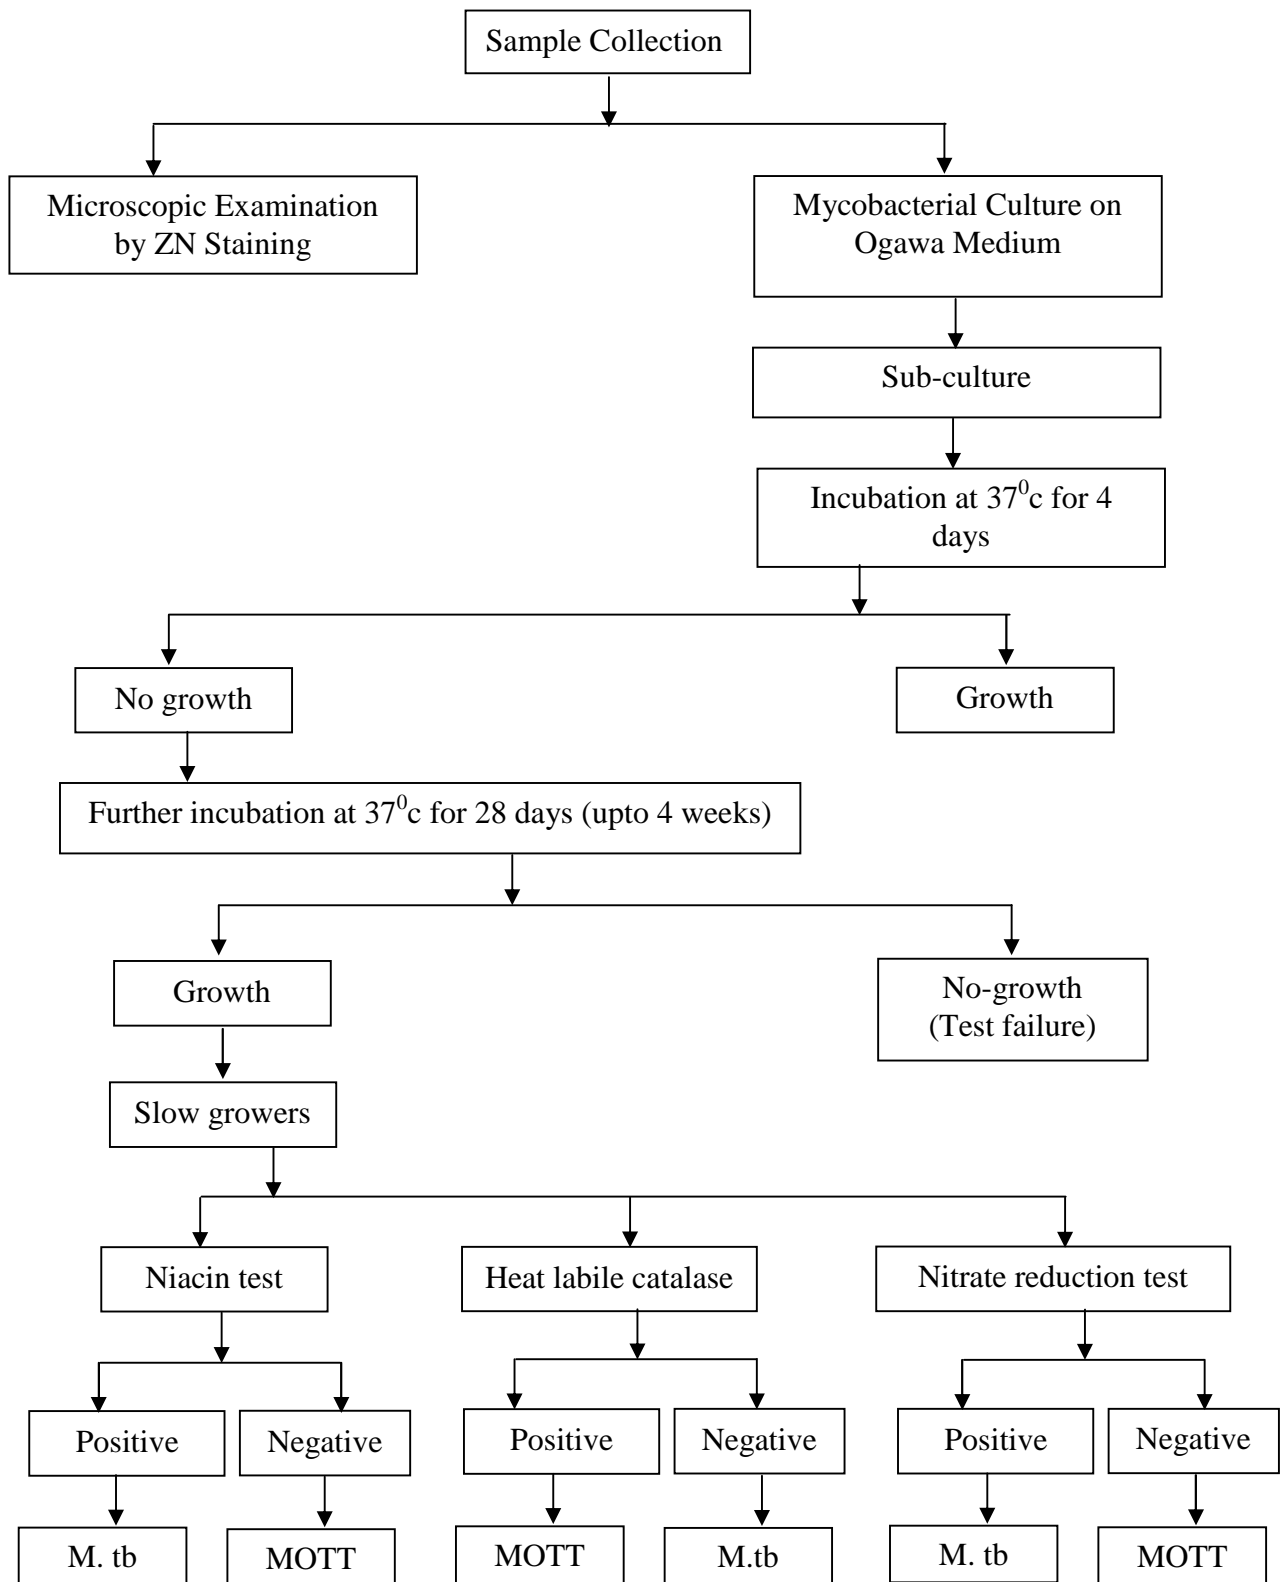 Sample Collection
Microscopic Examination
by ZN Staining
Mycobacterial Culture on
Ogawa Medium
Sub-culture
Incubation at 37⁰c for 4
days
No growth
Growth
Further incubation at 37⁰c for 28 days (upto 4 weeks)
Growth
No-growth
(Test failure)
Slow growers
Niacin test
Heat labile catalase
Nitrate reduction test
Positive
Negative
Positive
Negative
Positive
Negative
M. tb
MOTT
MOTT
M.tb
M. tb
MOTT